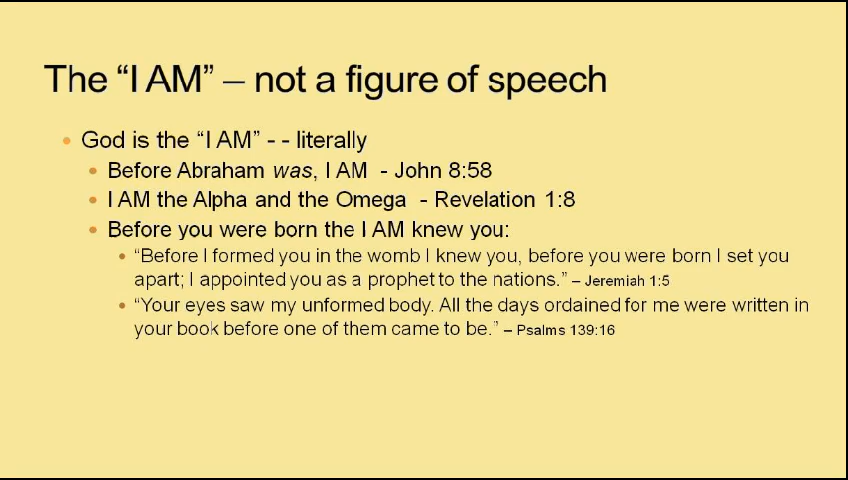 The “I AM” – not a figure of speech
God is the “I AM” - - literally
Before Abraham was, I AM - John 8:58
I AM the Alpha and the Omega - Revelation 1:8
Before you were born the I AM knew you:
“Before I formed you in the womb I knew you, before you were born I set you
apart; I appointed you as a prophet to the nations.” – Jeremiah 1:5
“Your eyes saw my unformed body. All the days ordained for me were written in
your book before one of them came to be.” – Psalms 139:16